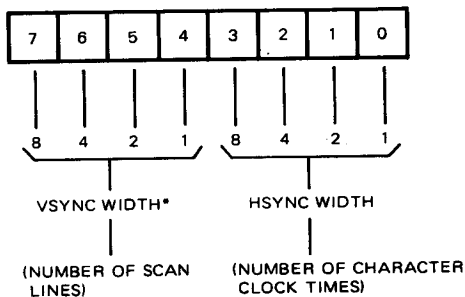 7 6 5 4 3 2 1 0
8 4 2 1 8 4 2 1
VSYNC WIDTH* HSYNC WIDTH
(NUMBER OF SCAN (NUMBER OF CHARACTER
LINES) CLOCK TIMES)